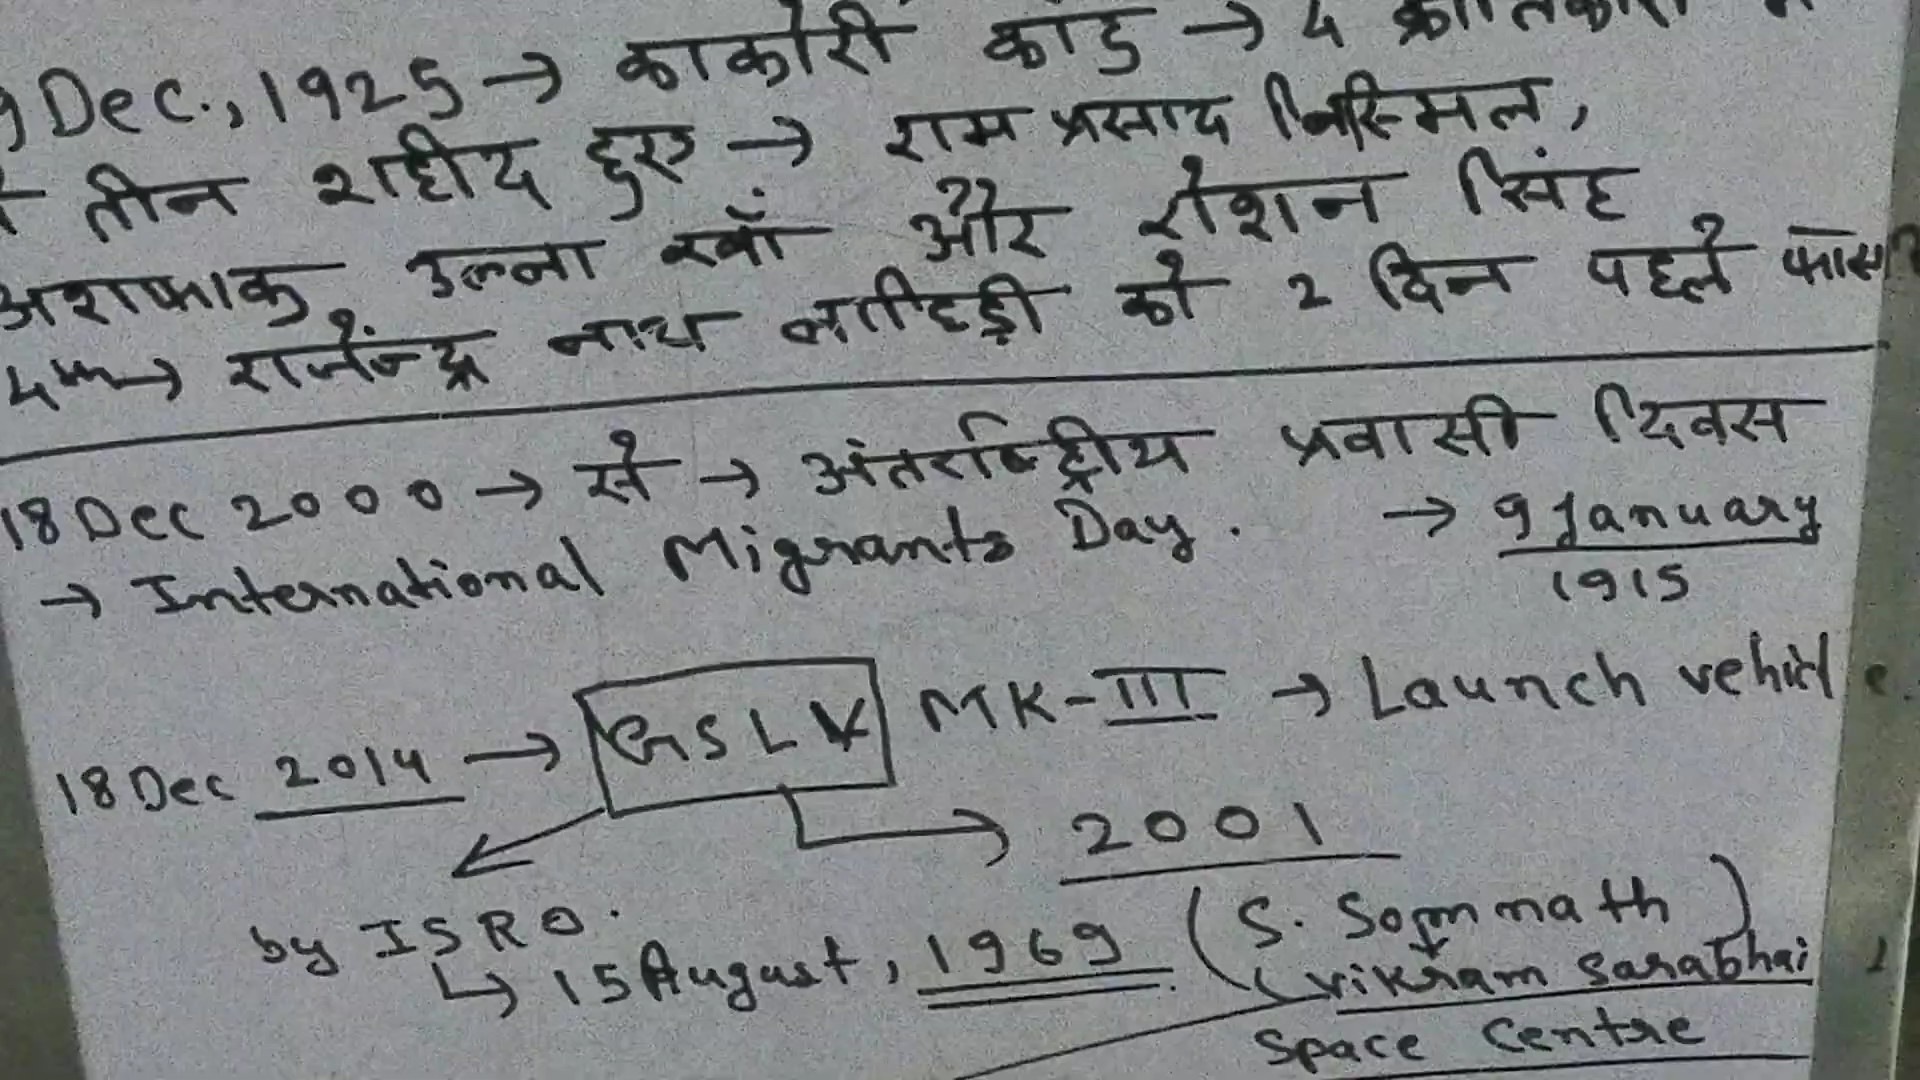 Dec., 1925 → काकोरी कांड → 4
तीन शहीद हुए → राम प्रसाद बिस्मिल,
अशफाक उल्ला खाँ और रोशन सिंह
4th → राजेन्द्र नाथ लाहिड़ी को 2 दिन पहले
18 Dec 2000 → से → अंतर्राष्ट्रीय प्रवासी दिवस
→ International Migrants Day. → 9 January
1915
18 Dec 2014 → GSLV MK-III → Launch vehicle
2001
by ISRO.
↳ 15 August, 1969. (S. Sommath)
(Vikram Sarabhai
Space Centre